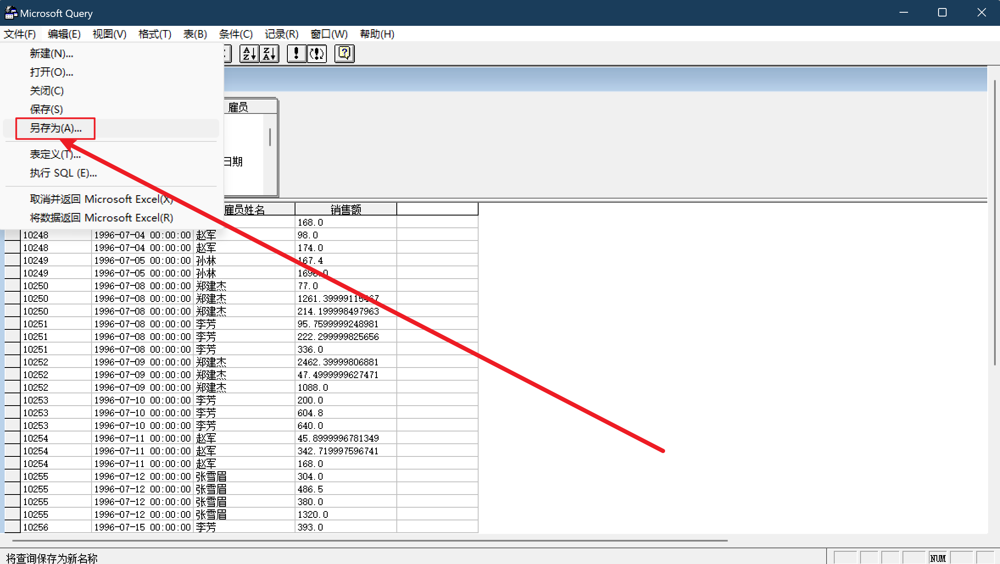 Microsoft Query
文件(F) 编辑(E) 视图(V) 格式(T) 表(B) 条件(C) 记录(R) 窗口(W) 帮助(H)
新建(N)...
打开(O)...
关闭(C)
保存(S)
另存为(A)...
表定义(T)...
执行 SQL (E)...
取消并返回 Microsoft Excel(X)
将数据返回 Microsoft Excel(R)
雇员
日期
雇员姓名 销售额
168.0
10248 1996-07-04 00:00:00 赵军 98.0
10248 1996-07-04 00:00:00 赵军 174.0
10249 1996-07-05 00:00:00 孙林 167.4
10249 1996-07-05 00:00:00 孙林 1696.0
10250 1996-07-08 00:00:00 郑建杰 77.0
10250 1996-07-08 00:00:00 郑建杰
10250 1996-07-08 00:00:00 郑建杰 214.199998497963
10251 1996-07-08 00:00:00 李芳 95.7599999248981
10251 1996-07-08 00:00:00 李芳 222.299999825656
10251 1996-07-08 00:00:00 李芳 336.0
10252 1996-07-09 00:00:00 郑建杰 2462.39999806881
10252 1996-07-09 00:00:00 郑建杰 47.4999999627471
10252 1996-07-09 00:00:00 郑建杰 1088.0
10253 1996-07-10 00:00:00 李芳 200.0
10253 1996-07-10 00:00:00 李芳 604.8
10253 1996-07-10 00:00:00 李芳 640.0
10254 1996-07-11 00:00:00 赵军 45.8999996781349
10254 1996-07-11 00:00:00 赵军 342.719997596741
10254 1996-07-11 00:00:00 赵军 168.0
10255 1996-07-12 00:00:00 张雪眉 304.0
10255 1996-07-12 00:00:00 张雪眉 486.5
10255 1996-07-12 00:00:00 张雪眉 380.0
10255 1996-07-12 00:00:00 张雪眉 1320.0
10256 1996-07-15 00:00:00 李芳 393.0
将查询保存为新名称 NUM